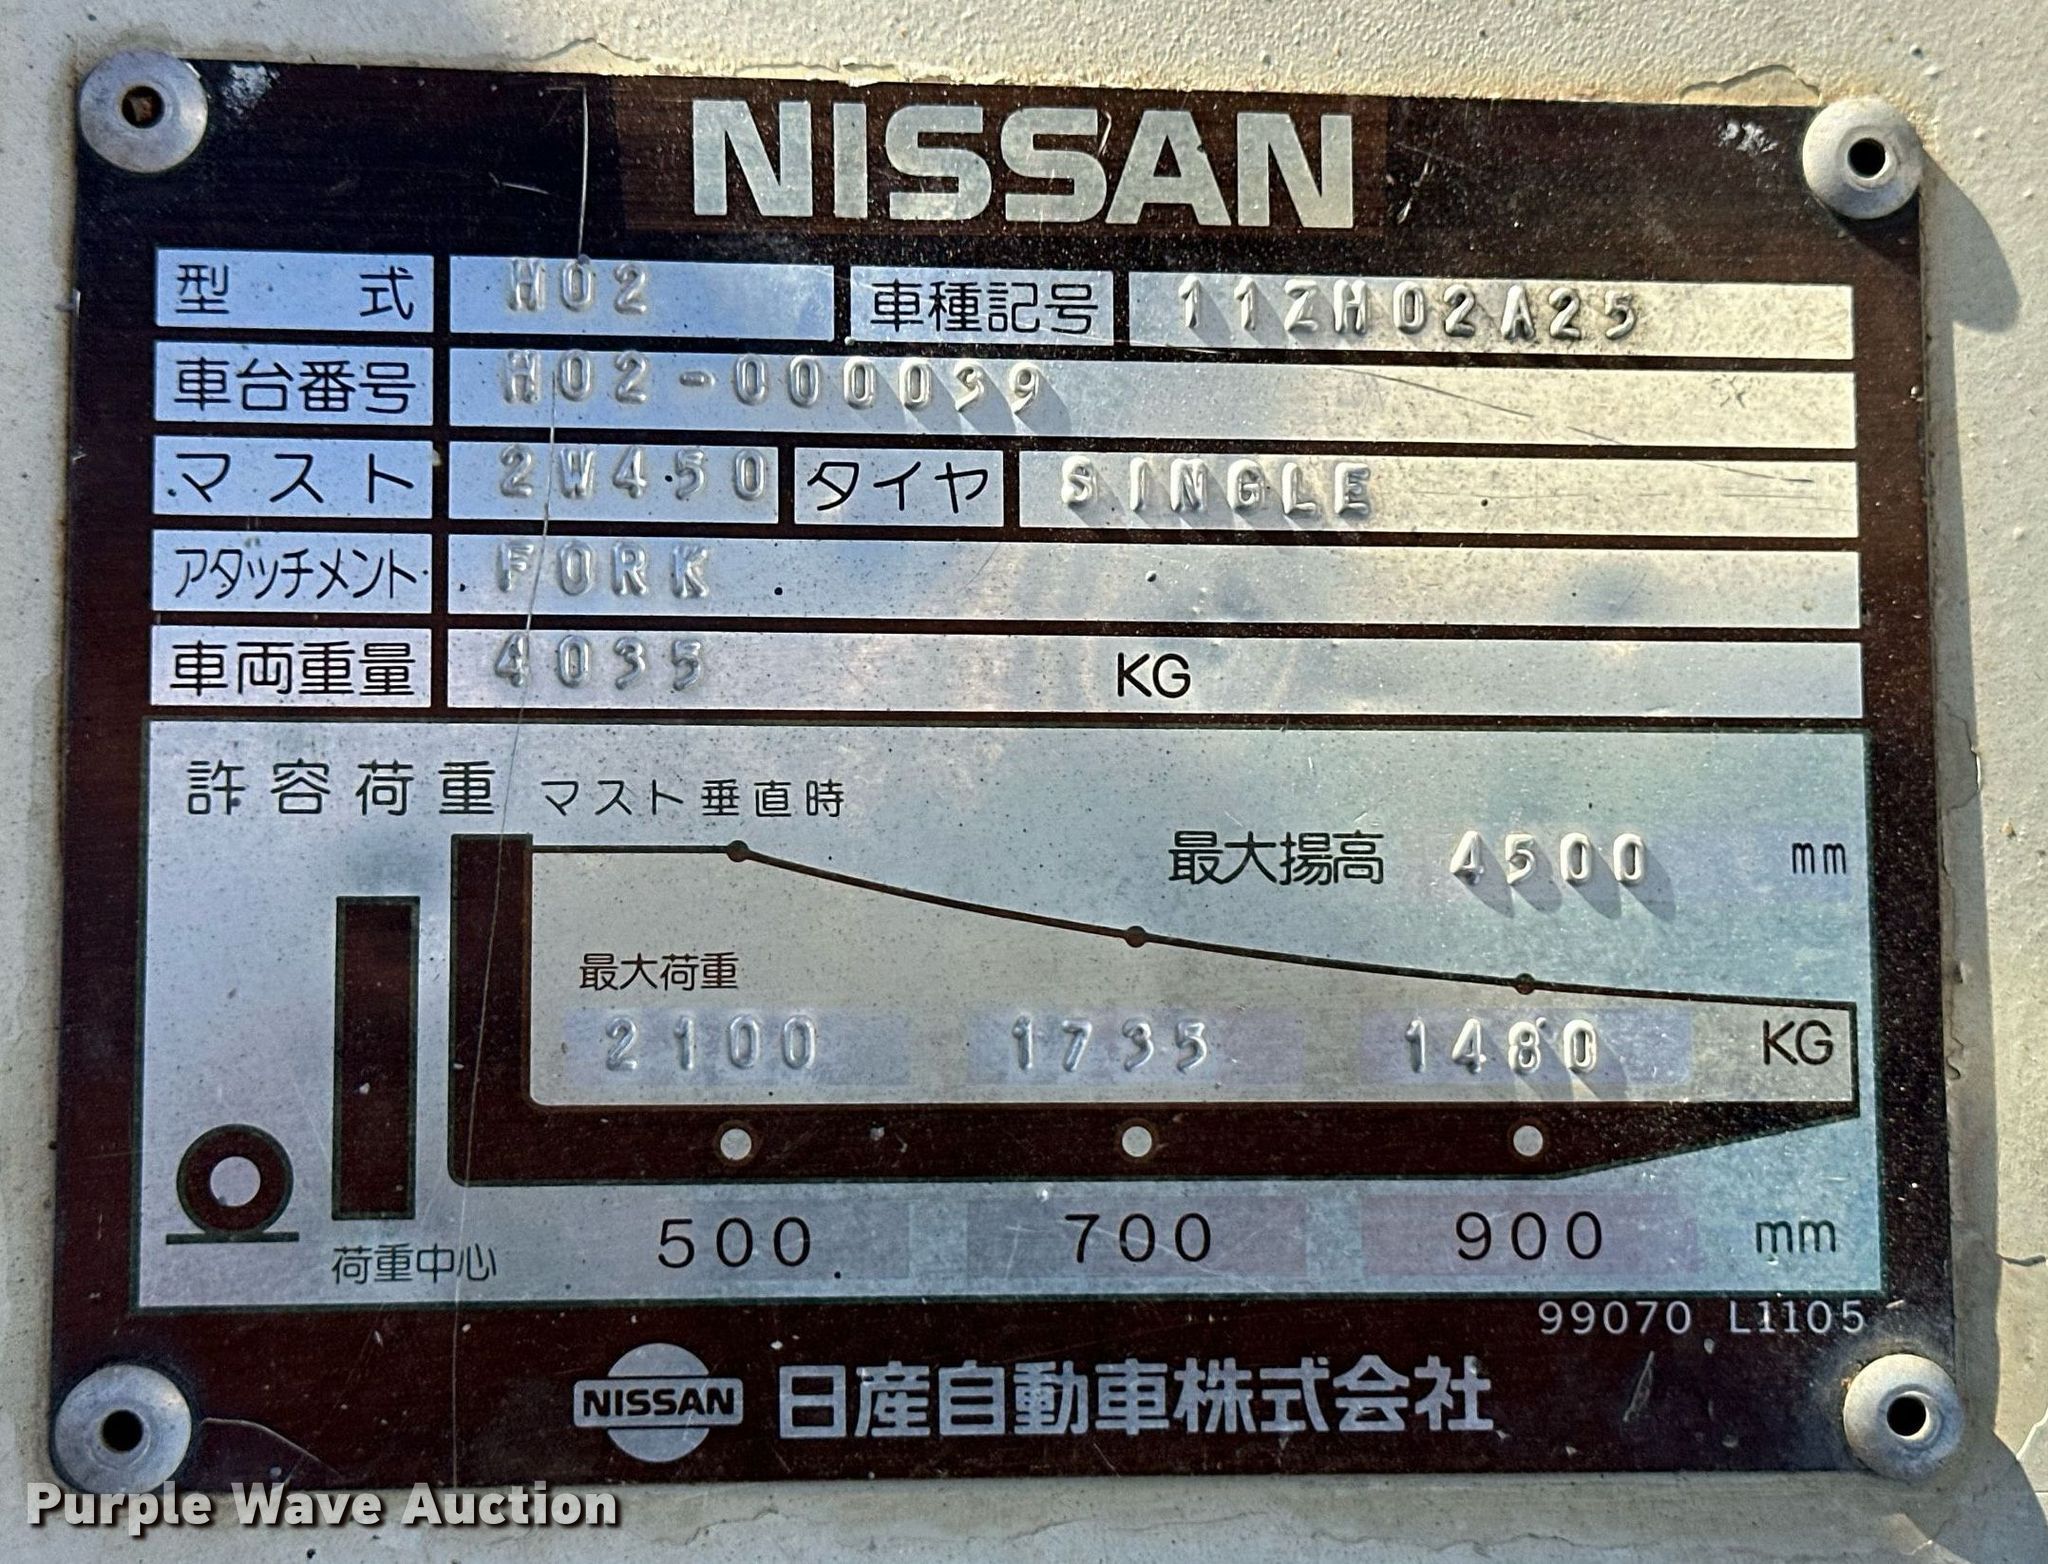 NISSAN
型式 H02 車種記号 11ZH02A25
車台番号 H02-000039
マスト 2W450 タイヤ SINGLE
アタッチメント FORK
車両重量 4035 KG
許容荷重 マスト垂直時
最大揚高 4500 mm
最大荷重
2100 1735 1480 KG
500 700 900 mm
荷重中心
99070 L1105
NISSAN 日産自動車株式会社
Purple Wave Auction